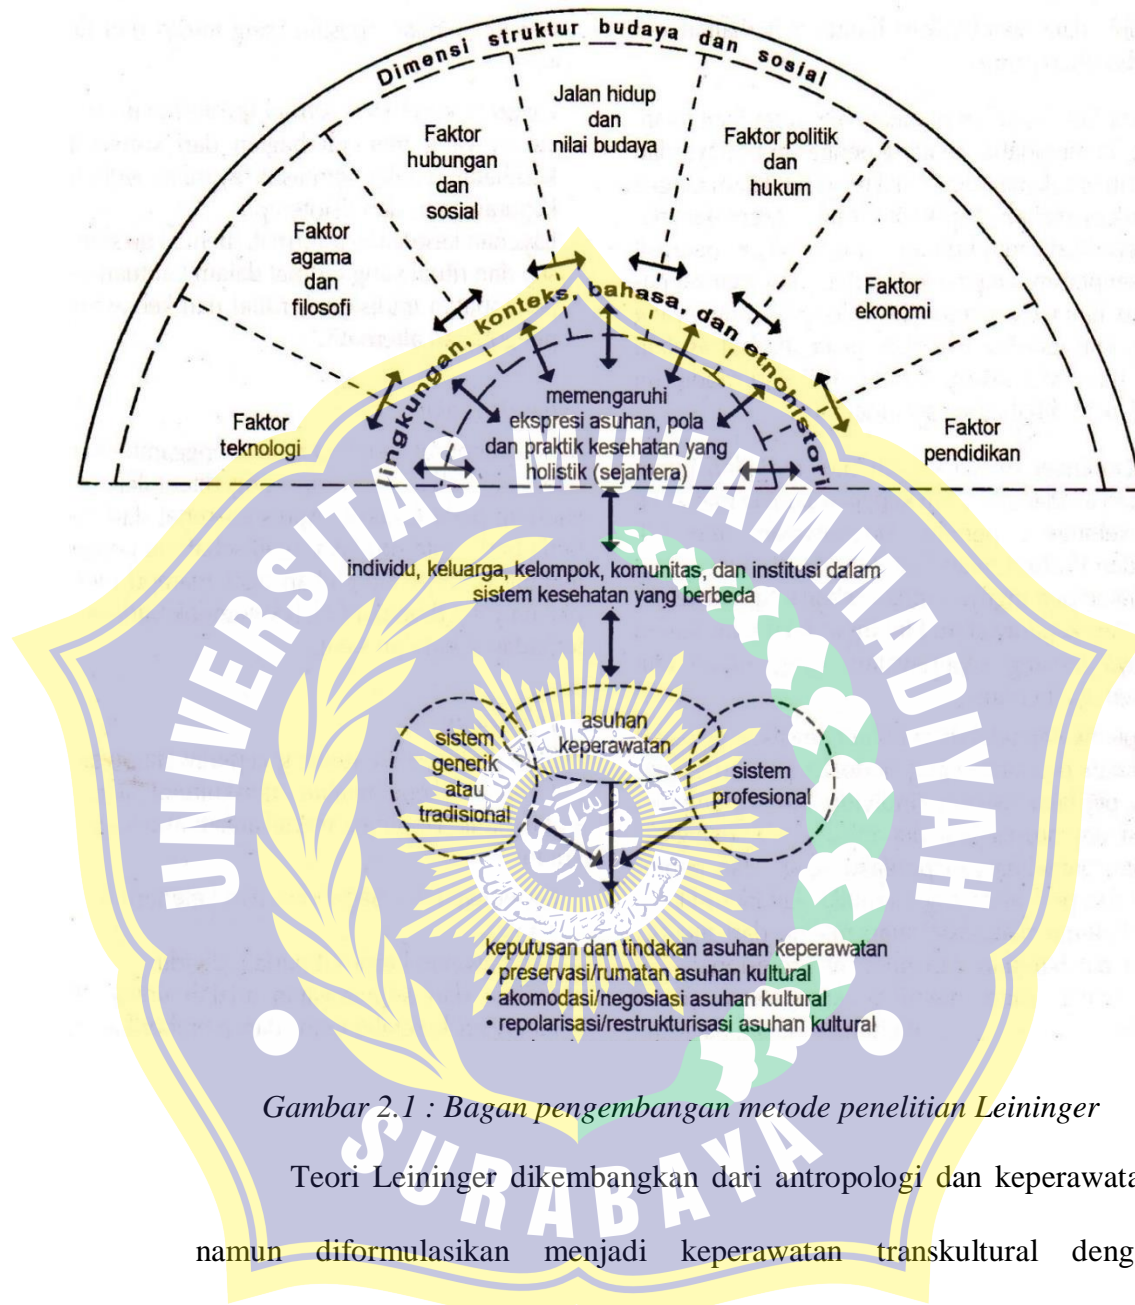 Dimensi struktur budaya dan sosial
Jalan hidup
dan
nilai budaya
Faktor
hubungan
dan
sosial
Faktor politik
dan
hukum
Faktor
agama
dan
filosofi
Faktor
ekonomi
Faktor
teknologi
Faktor
pendidikan
lingkungan, konteks, bahasa, dan etnohistori
memengaruhi
ekspresi asuhan, pola
dan praktik kesehatan yang
holistik (sejahtera)
individu, keluarga, kelompok, komunitas, dan institusi dalam
sistem kesehatan yang berbeda
asuhan
keperawatan
sistem
generik
atau
tradisional
sistem
profesional
keputusan dan tindakan asuhan keperawatan
• preservasi/rumatan asuhan kultural
• akomodasi/negosiasi asuhan kultural
• repolarisasi/restrukturisasi asuhan kultural
UNIVERSITAS MUHAMMADIYAH
SURABAYA
Gambar 2.1 : Bagan pengembangan metode penelitian Leininger
Teori Leininger dikembangkan dari antropologi dan keperawata
namun diformulasikan menjadi keperawatan transkultural deng